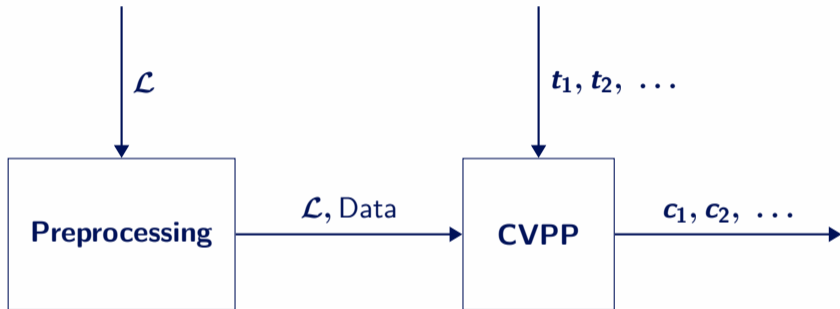 ℒ
t₁, t₂, ...
Preprocessing
ℒ, Data
CVPP
c₁, c₂, ...